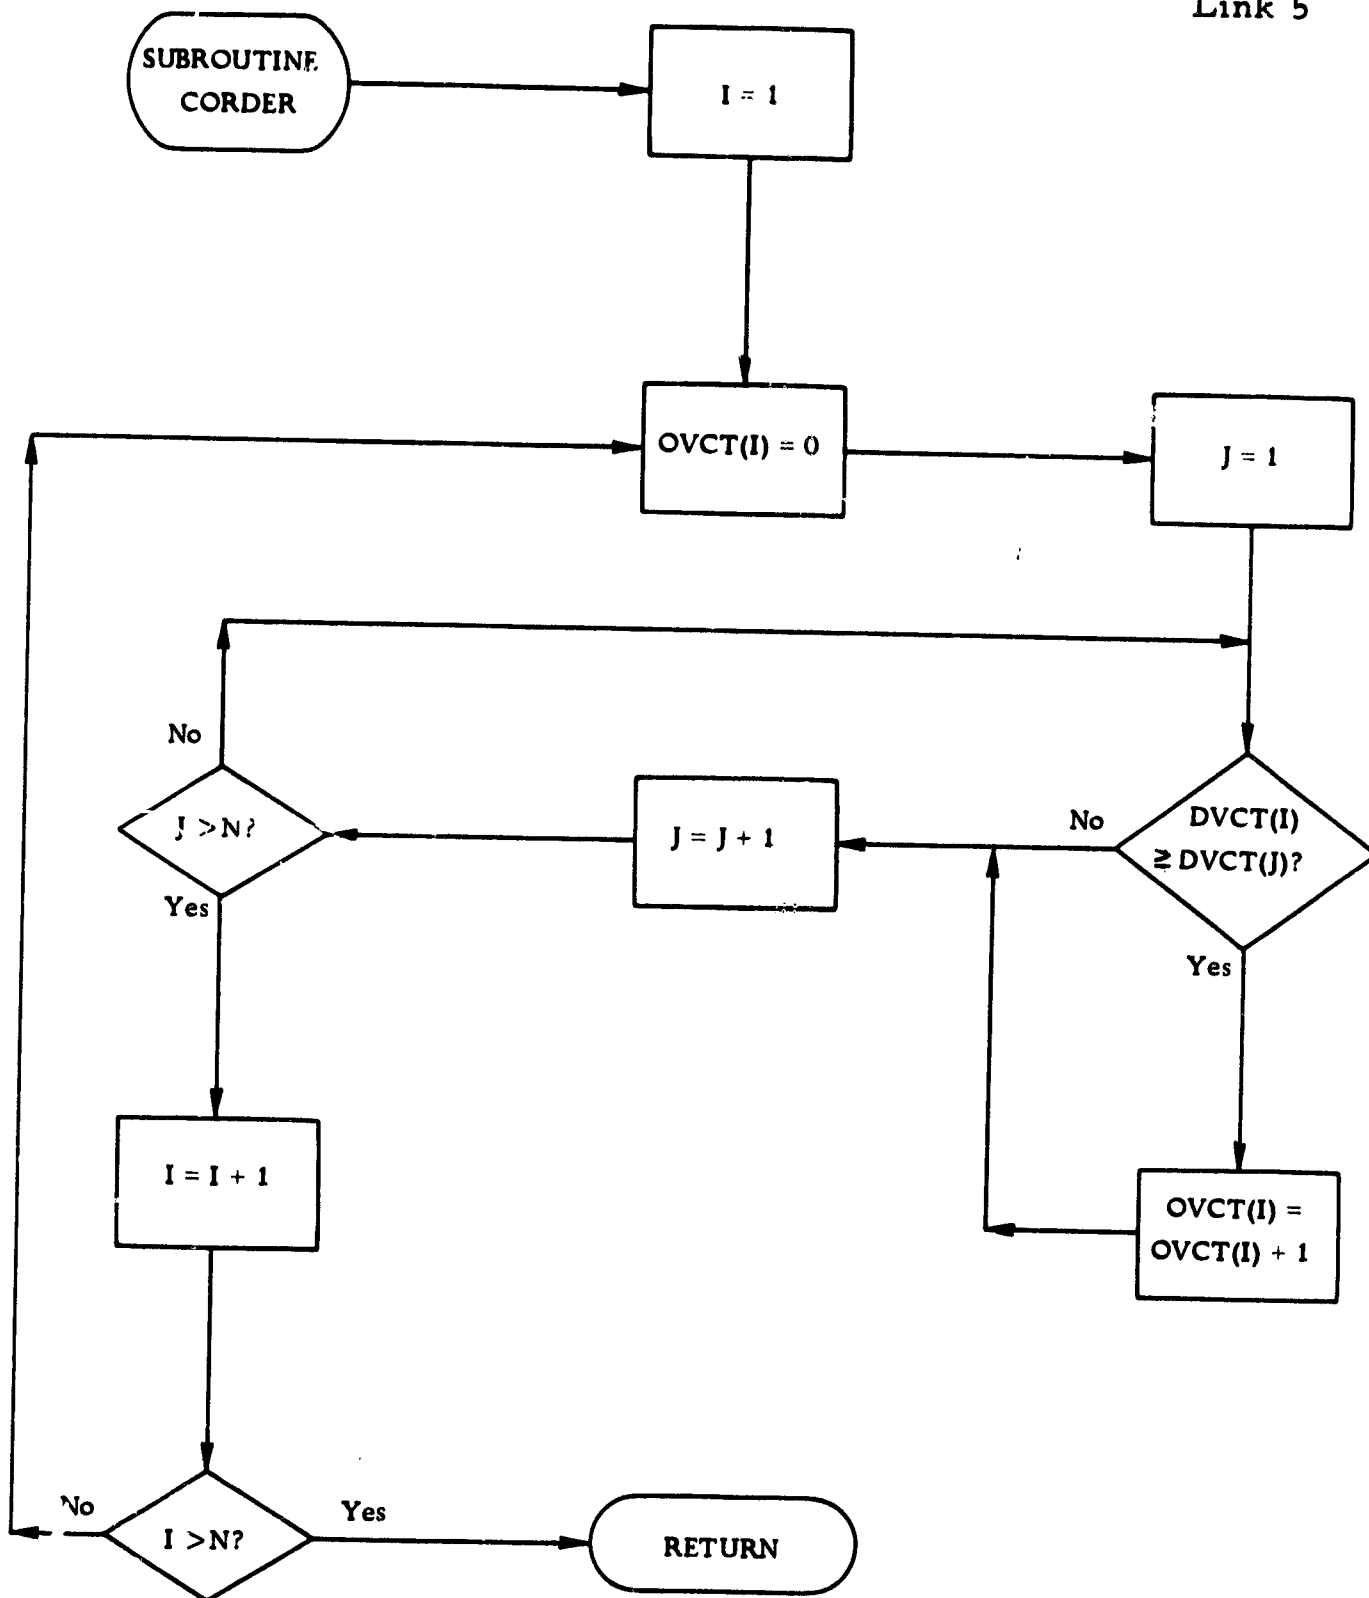 Link 5
SUBROUTINE
CORDER
I = 1
OVCT(I) = 0
J = 1
No
J > N?
Yes
J = J + 1
No
DVCT(I)
≧ DVCT(J)?
Yes
OVCT(I) =
OVCT(I) + 1
I = I + 1
No
I > N?
Yes
RETURN